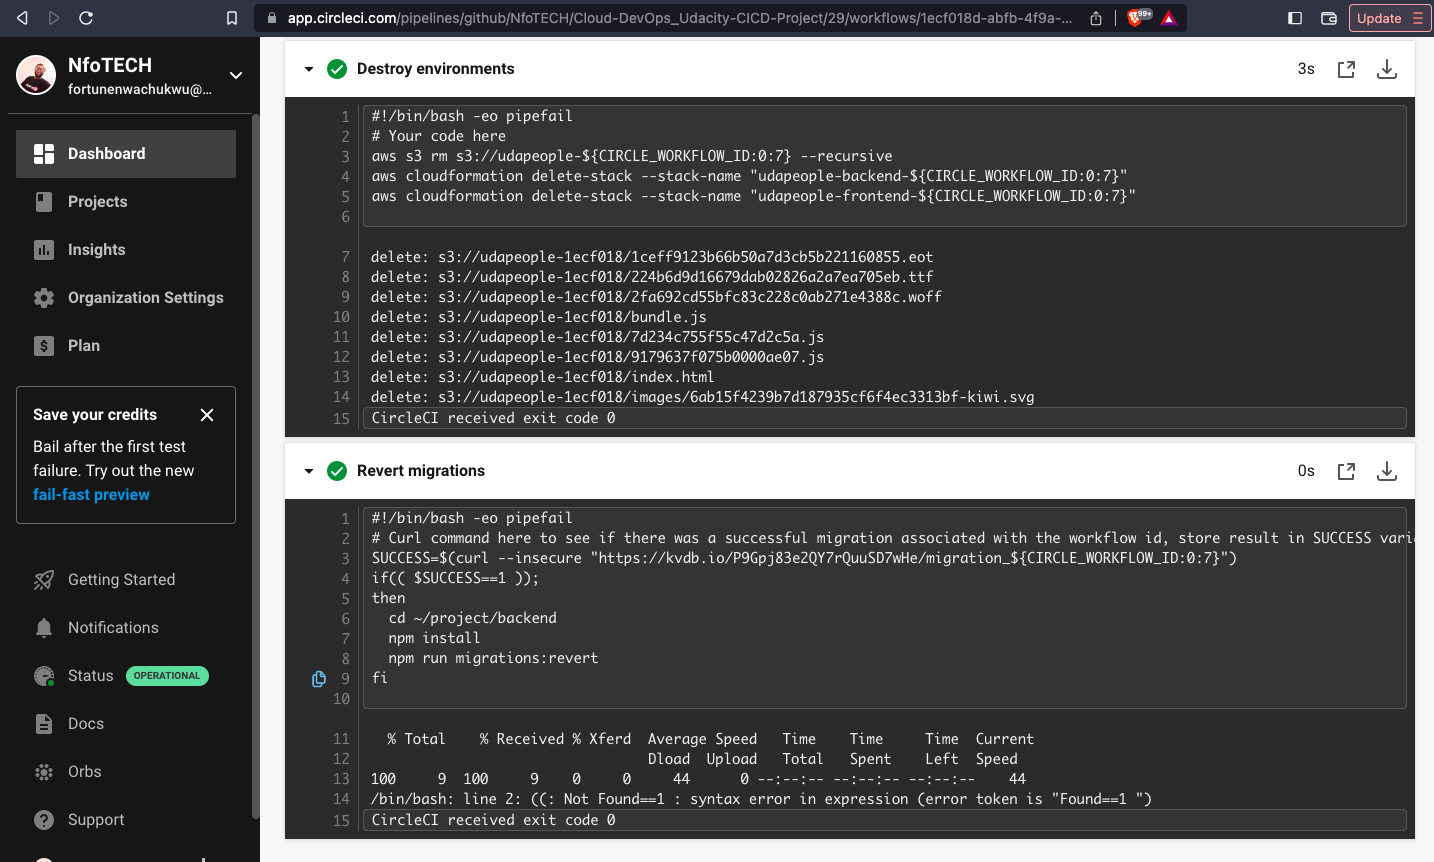 app.circleci.com/pipelines/github/NfoTECH/Cloud-DevOps_Udacity-CICD-Project/29/workflows/1ecf018d-abfb-4f9a-...
99+
Update
NfoTECH
fortunenwachukwu@...
Dashboard
Projects
Insights
Organization Settings
Plan
Save your credits
Bail after the first test
failure. Try out the new
fail-fast preview
Getting Started
Notifications
Status OPERATIONAL
Docs
Orbs
Support
Destroy environments 3s
1 #!/bin/bash -eo pipefail
2 # Your code here
3 aws s3 rm s3://udapeople-${CIRCLE_WORKFLOW_ID:0:7} --recursive
4 aws cloudformation delete-stack --stack-name "udapeople-backend-${CIRCLE_WORKFLOW_ID:0:7}"
5 aws cloudformation delete-stack --stack-name "udapeople-frontend-${CIRCLE_WORKFLOW_ID:0:7}"
6
7 delete: s3://udapeople-1ecf018/1ceff9123b66b50a7d3cb5b221160855.eot
8 delete: s3://udapeople-1ecf018/224b6d9d16679dab02826a2a7ea705eb.ttf
9 delete: s3://udapeople-1ecf018/2fa692cd55bfc83c228c0ab271e4388c.woff
10 delete: s3://udapeople-1ecf018/bundle.js
11 delete: s3://udapeople-1ecf018/7d234c755f55c47d2c5a.js
12 delete: s3://udapeople-1ecf018/9179637f075b0000ae07.js
13 delete: s3://udapeople-1ecf018/index.html
14 delete: s3://udapeople-1ecf018/images/6ab15f4239b7d187935cf6f4ec3313bf-kiwi.svg
15 CircleCI received exit code 0
Revert migrations 0s
1 #!/bin/bash -eo pipefail
2 # Curl command here to see if there was a successful migration associated with the workflow id, store result in SUCCESS vari
3 SUCCESS=$(curl --insecure "https://kvdb.io/P9Gpj83e2QY7rQuuSD7wHe/migration_${CIRCLE_WORKFLOW_ID:0:7}")
4 if(( $SUCCESS==1 ));
5 then
6 cd ~/project/backend
7 npm install
8 npm run migrations:revert
9 fi
10
11 % Total % Received % Xferd Average Speed Time Time Time Current
12 Dload Upload Total Spent Left Speed
13 100 9 100 9 0 0 44 0 --:--:-- --:--:-- --:--:-- 44
14 /bin/bash: line 2: ((: Not Found==1 : syntax error in expression (error token is "Found==1 ")
15 CircleCI received exit code 0